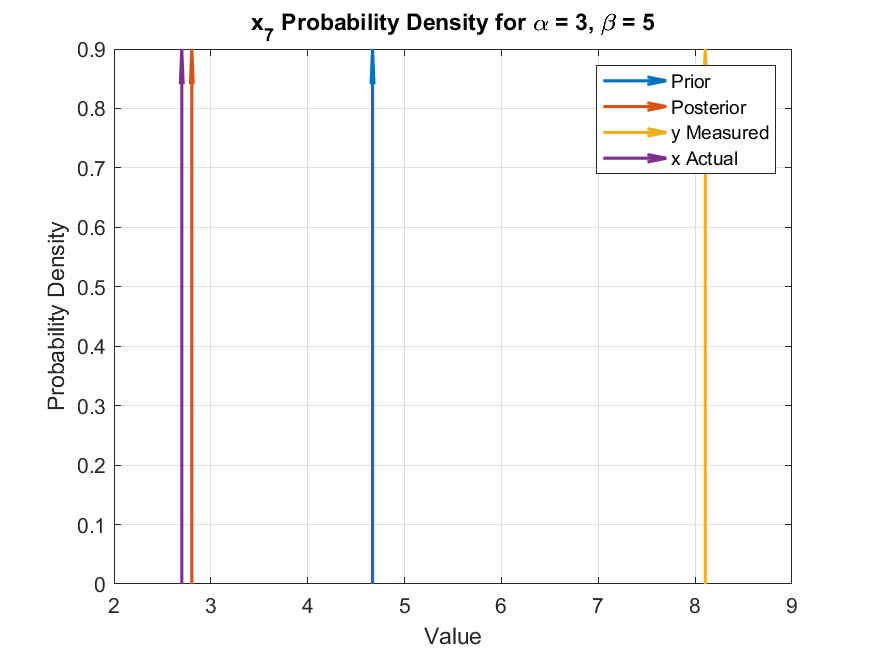 x7 Probability Density for α = 3, β = 5
Probability Density
0.9
0.8
0.7
0.6
0.5
0.4
0.3
0.2
0.1
0
Prior
Posterior
y Measured
x Actual
2 3 4 5 6 7 8 9
Value